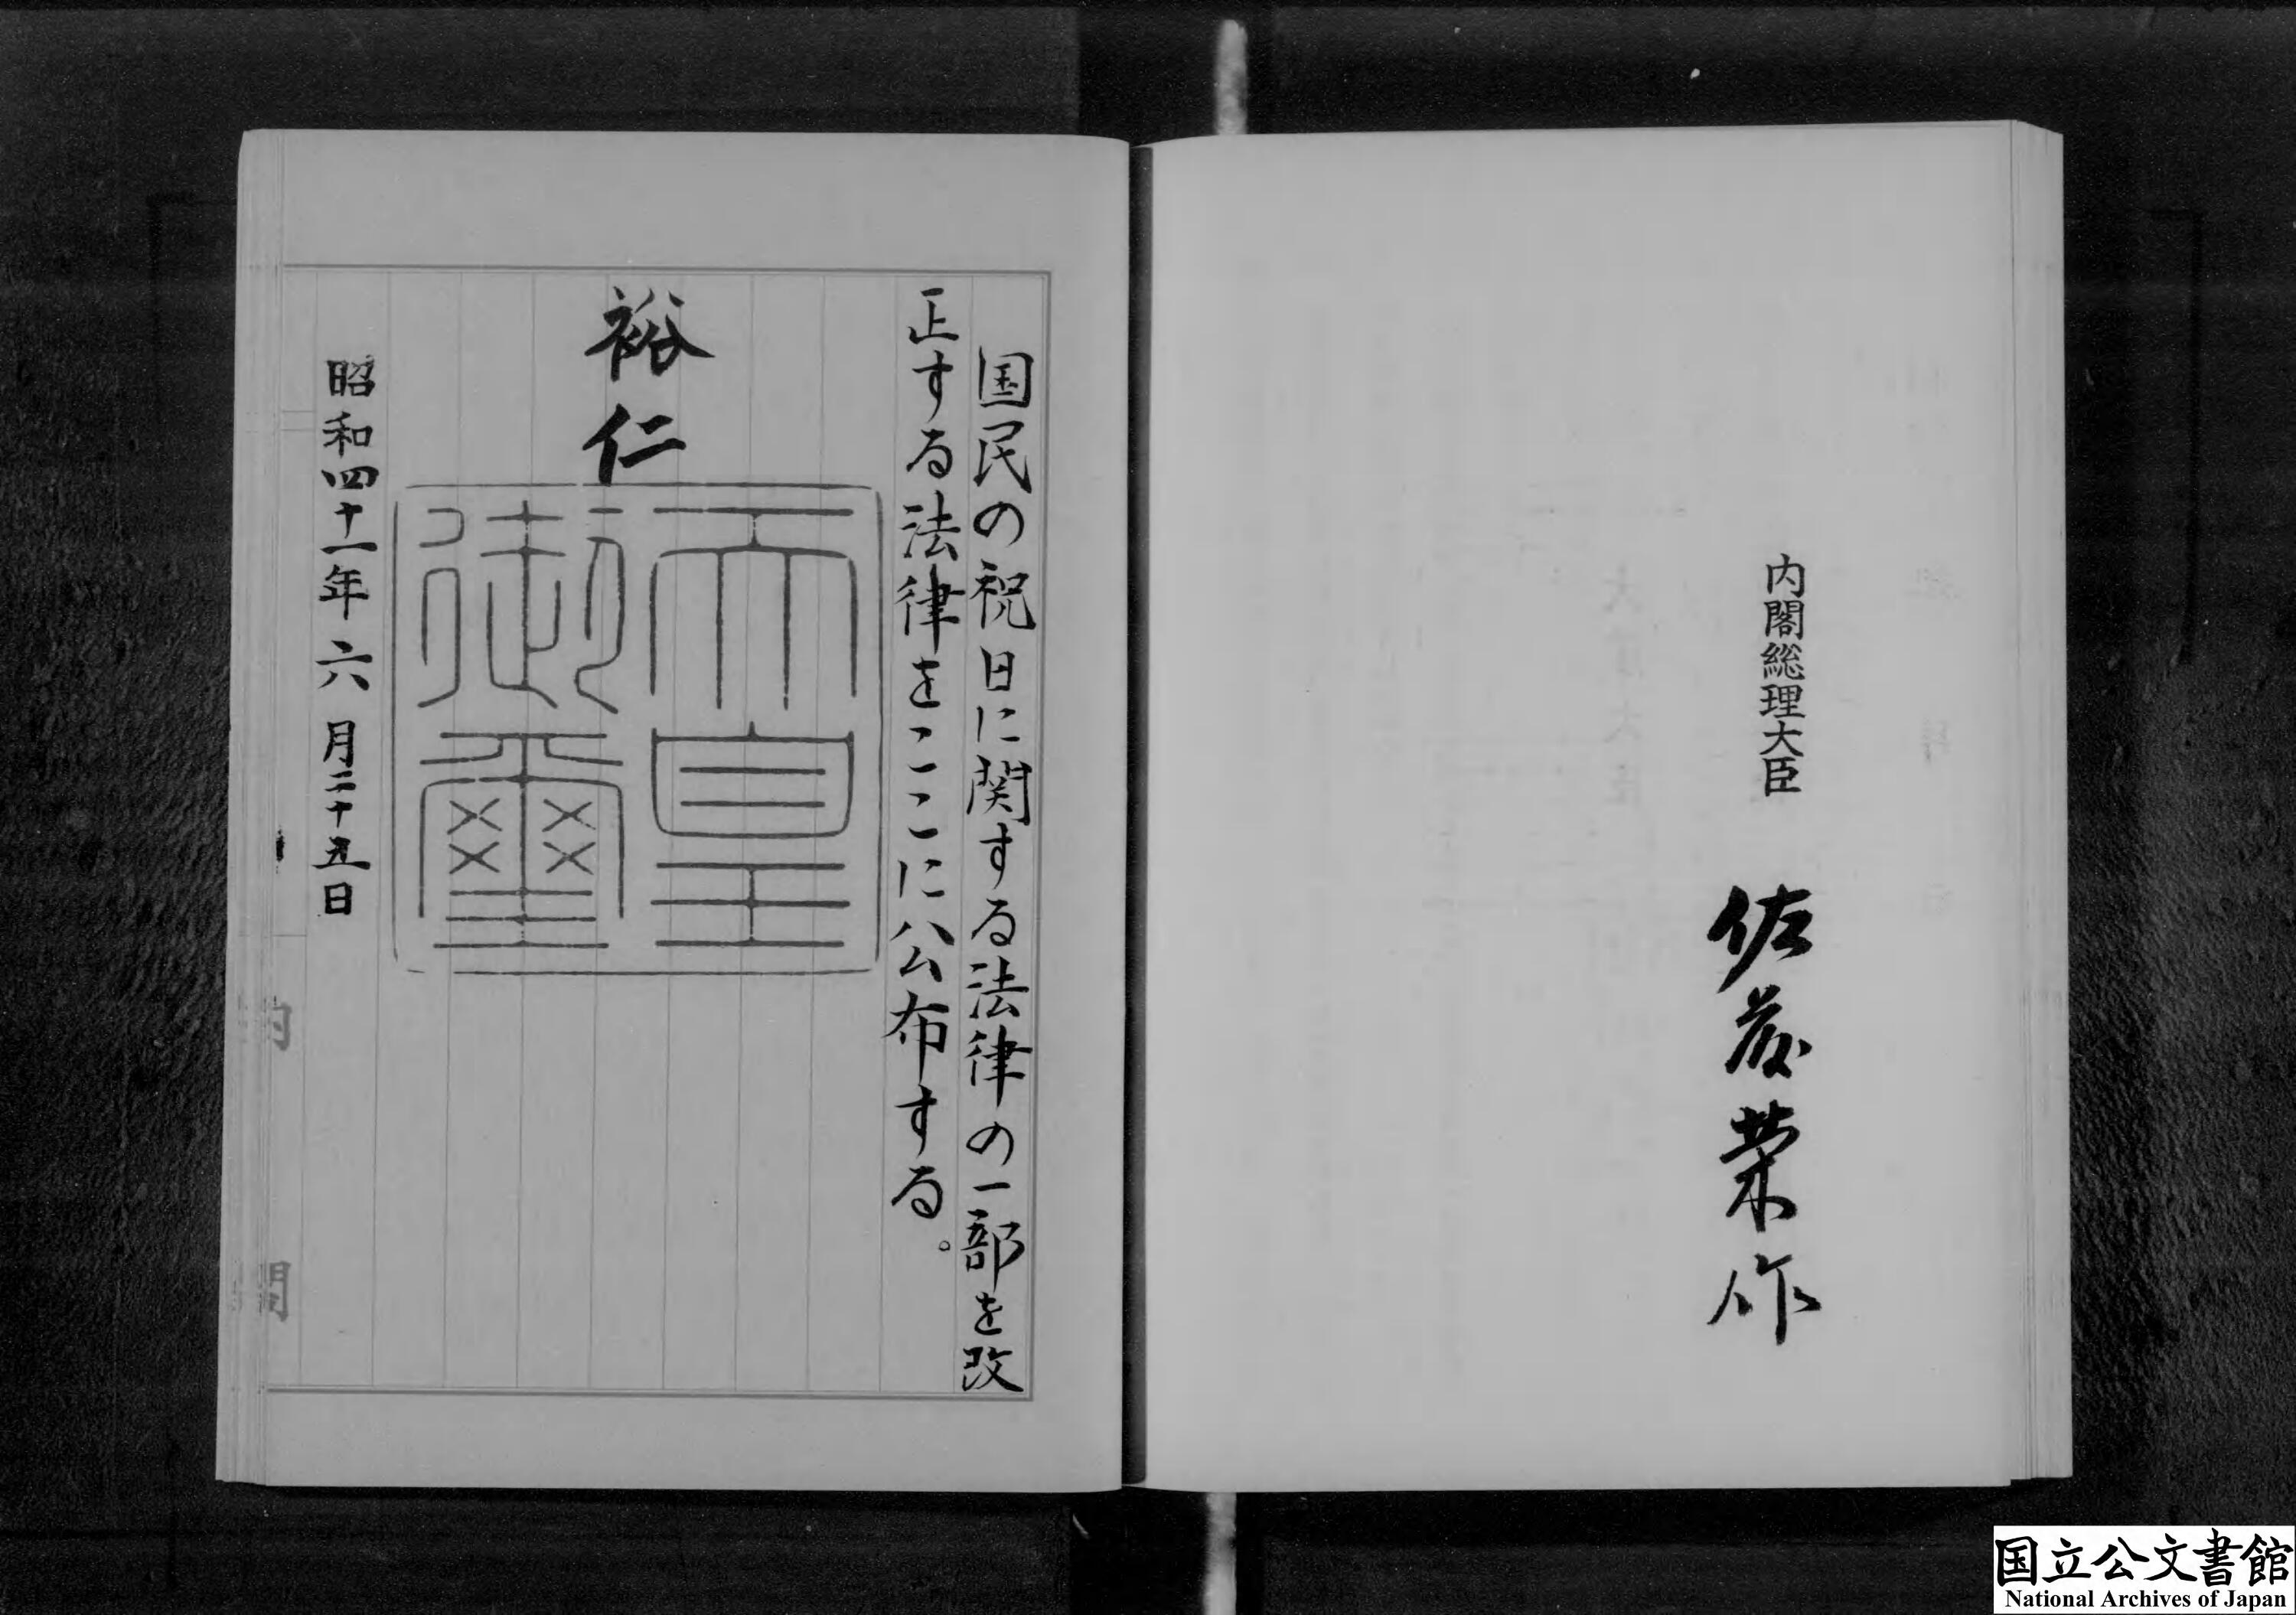 内閣総理大臣 佐藤栄作
国民の祝日に関する法律の一部を改
正する法律をここに公布する。
裕仁
天皇
御璽
昭和四十一年六月二十五日
内閣
国立公文書館
National Archives of Japan